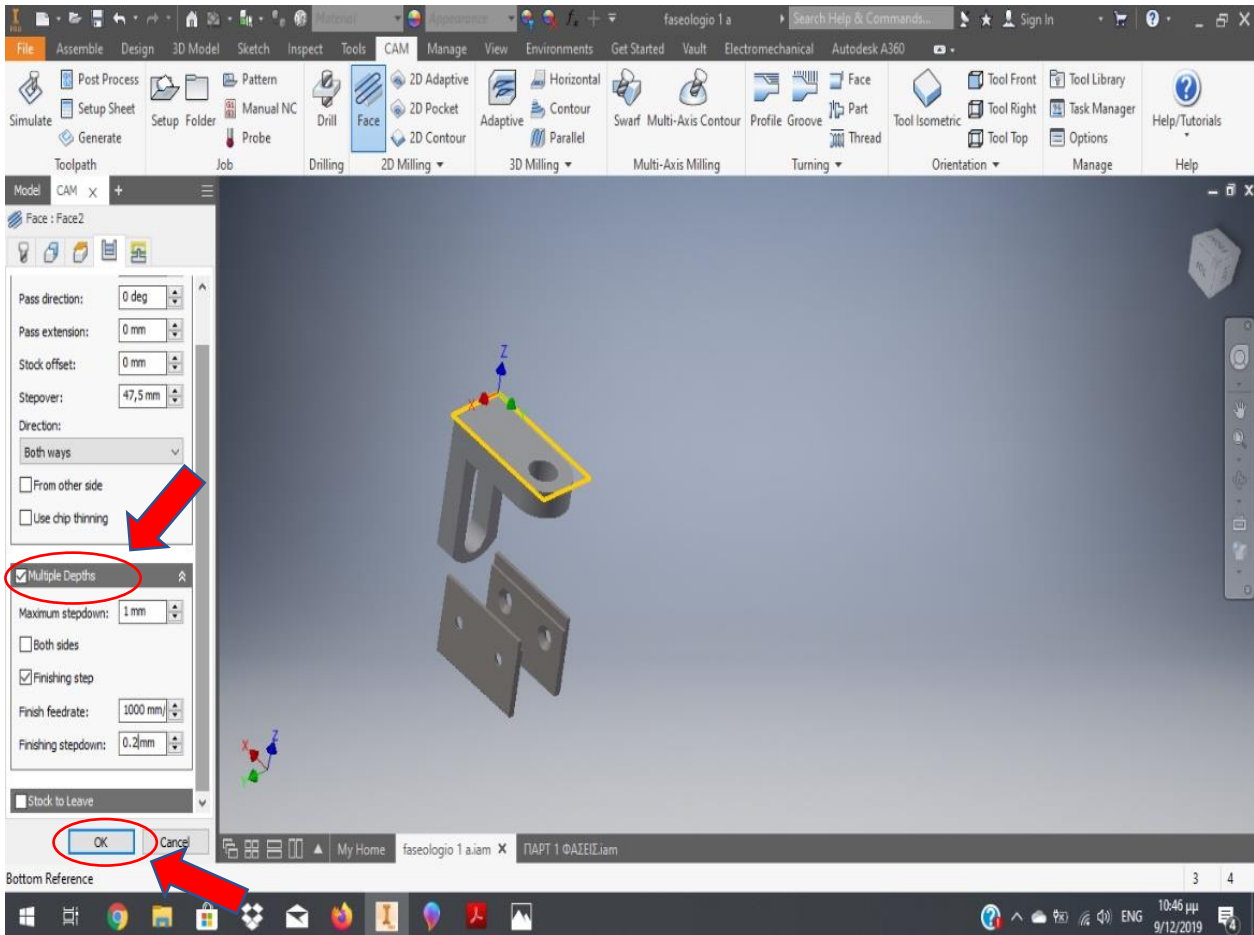 PRO Material Appearance fx faseologio 1 a Search Help & Commands... Sign In
File Assemble Design 3D Model Sketch Inspect Tools CAM Manage View Environments Get Started Vault Electromechanical Autodesk A360
Post Process Pattern 2D Adaptive Horizontal Face Tool Front Tool Library
Simulate Setup Sheet Setup Folder Manual NC Drill Face 2D Pocket Adaptive Contour Swarf Multi-Axis Contour Profile Groove Part Tool Isometric Tool Right Task Manager Help/Tutorials
Generate Probe 2D Contour Parallel Thread Tool Top Options
Toolpath Job Drilling 2D Milling 3D Milling Multi-Axis Milling Turning Orientation Manage Help
Model CAM X +
Face : Face2
Pass direction: 0 deg
Pass extension: 0 mm
Stock offset: 0 mm
Stepover: 47,5 mm
Direction:
Both ways
From other side
Use chip thinning
Multiple Depths
Maximum stepdown: 1 mm
Both sides
Finishing step
Finish feedrate: 1000 mm/
Finishing stepdown: 0.2 mm
Stock to Leave
OK Cancel
Z
X
X Z
Y
My Home faseologio 1 a.iam X ΠΑΡΤ 1 ΦΑΣΕΙΣ.iam
Bottom Reference 3 4
ENG 10:46 μμ
9/12/2019 4